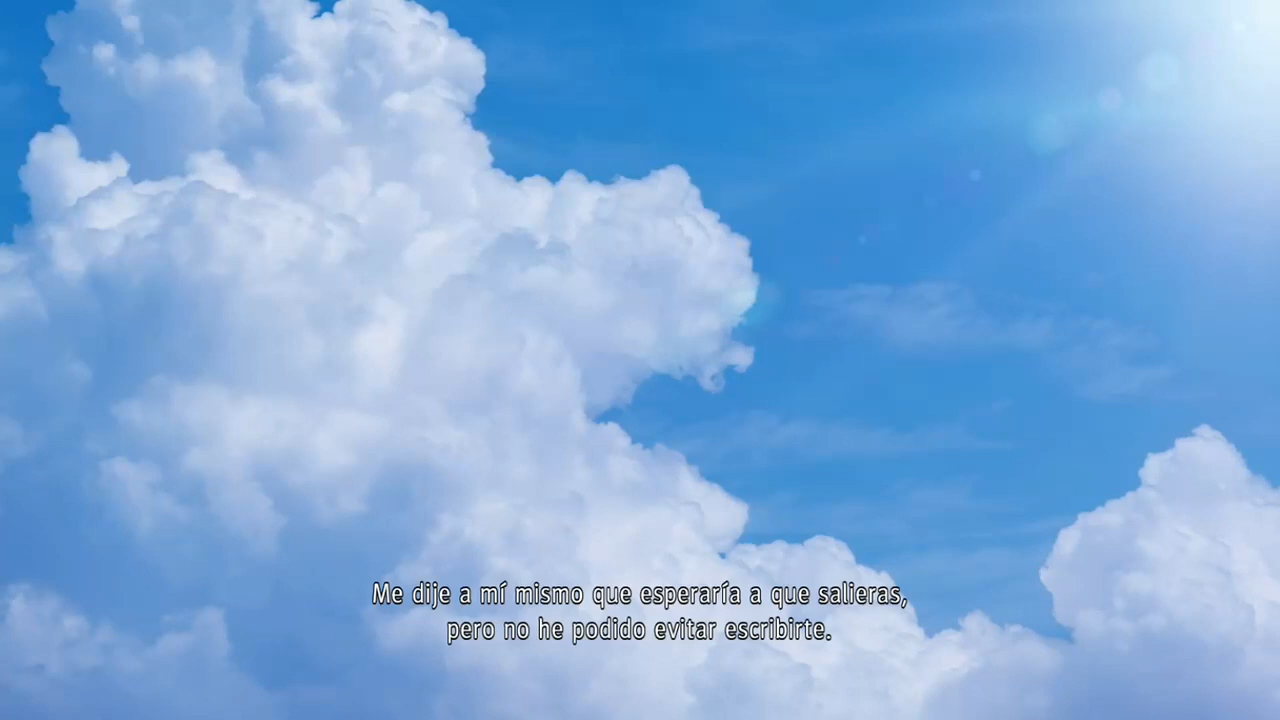 Me dije a mí mismo que esperaría a que salieras,
pero no he podido evitar escribirte.